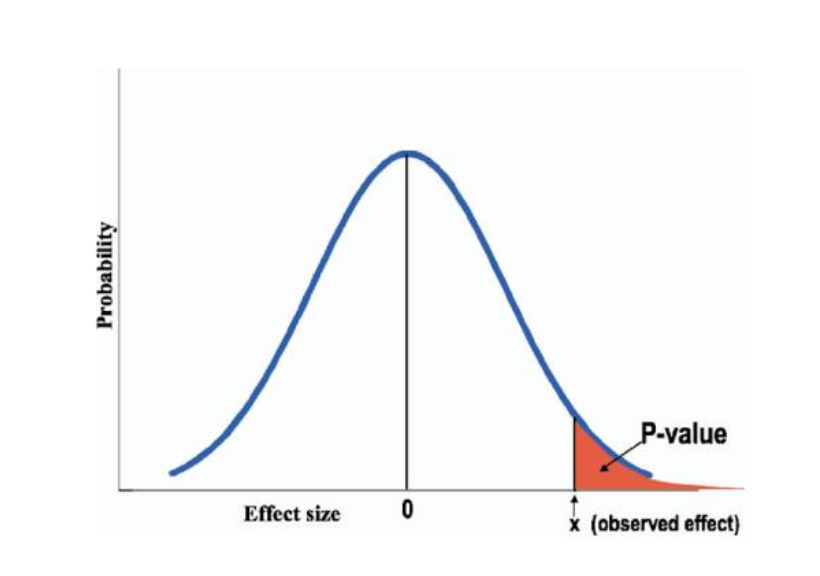 Probability
P-value
Effect size
0
x (observed effect)